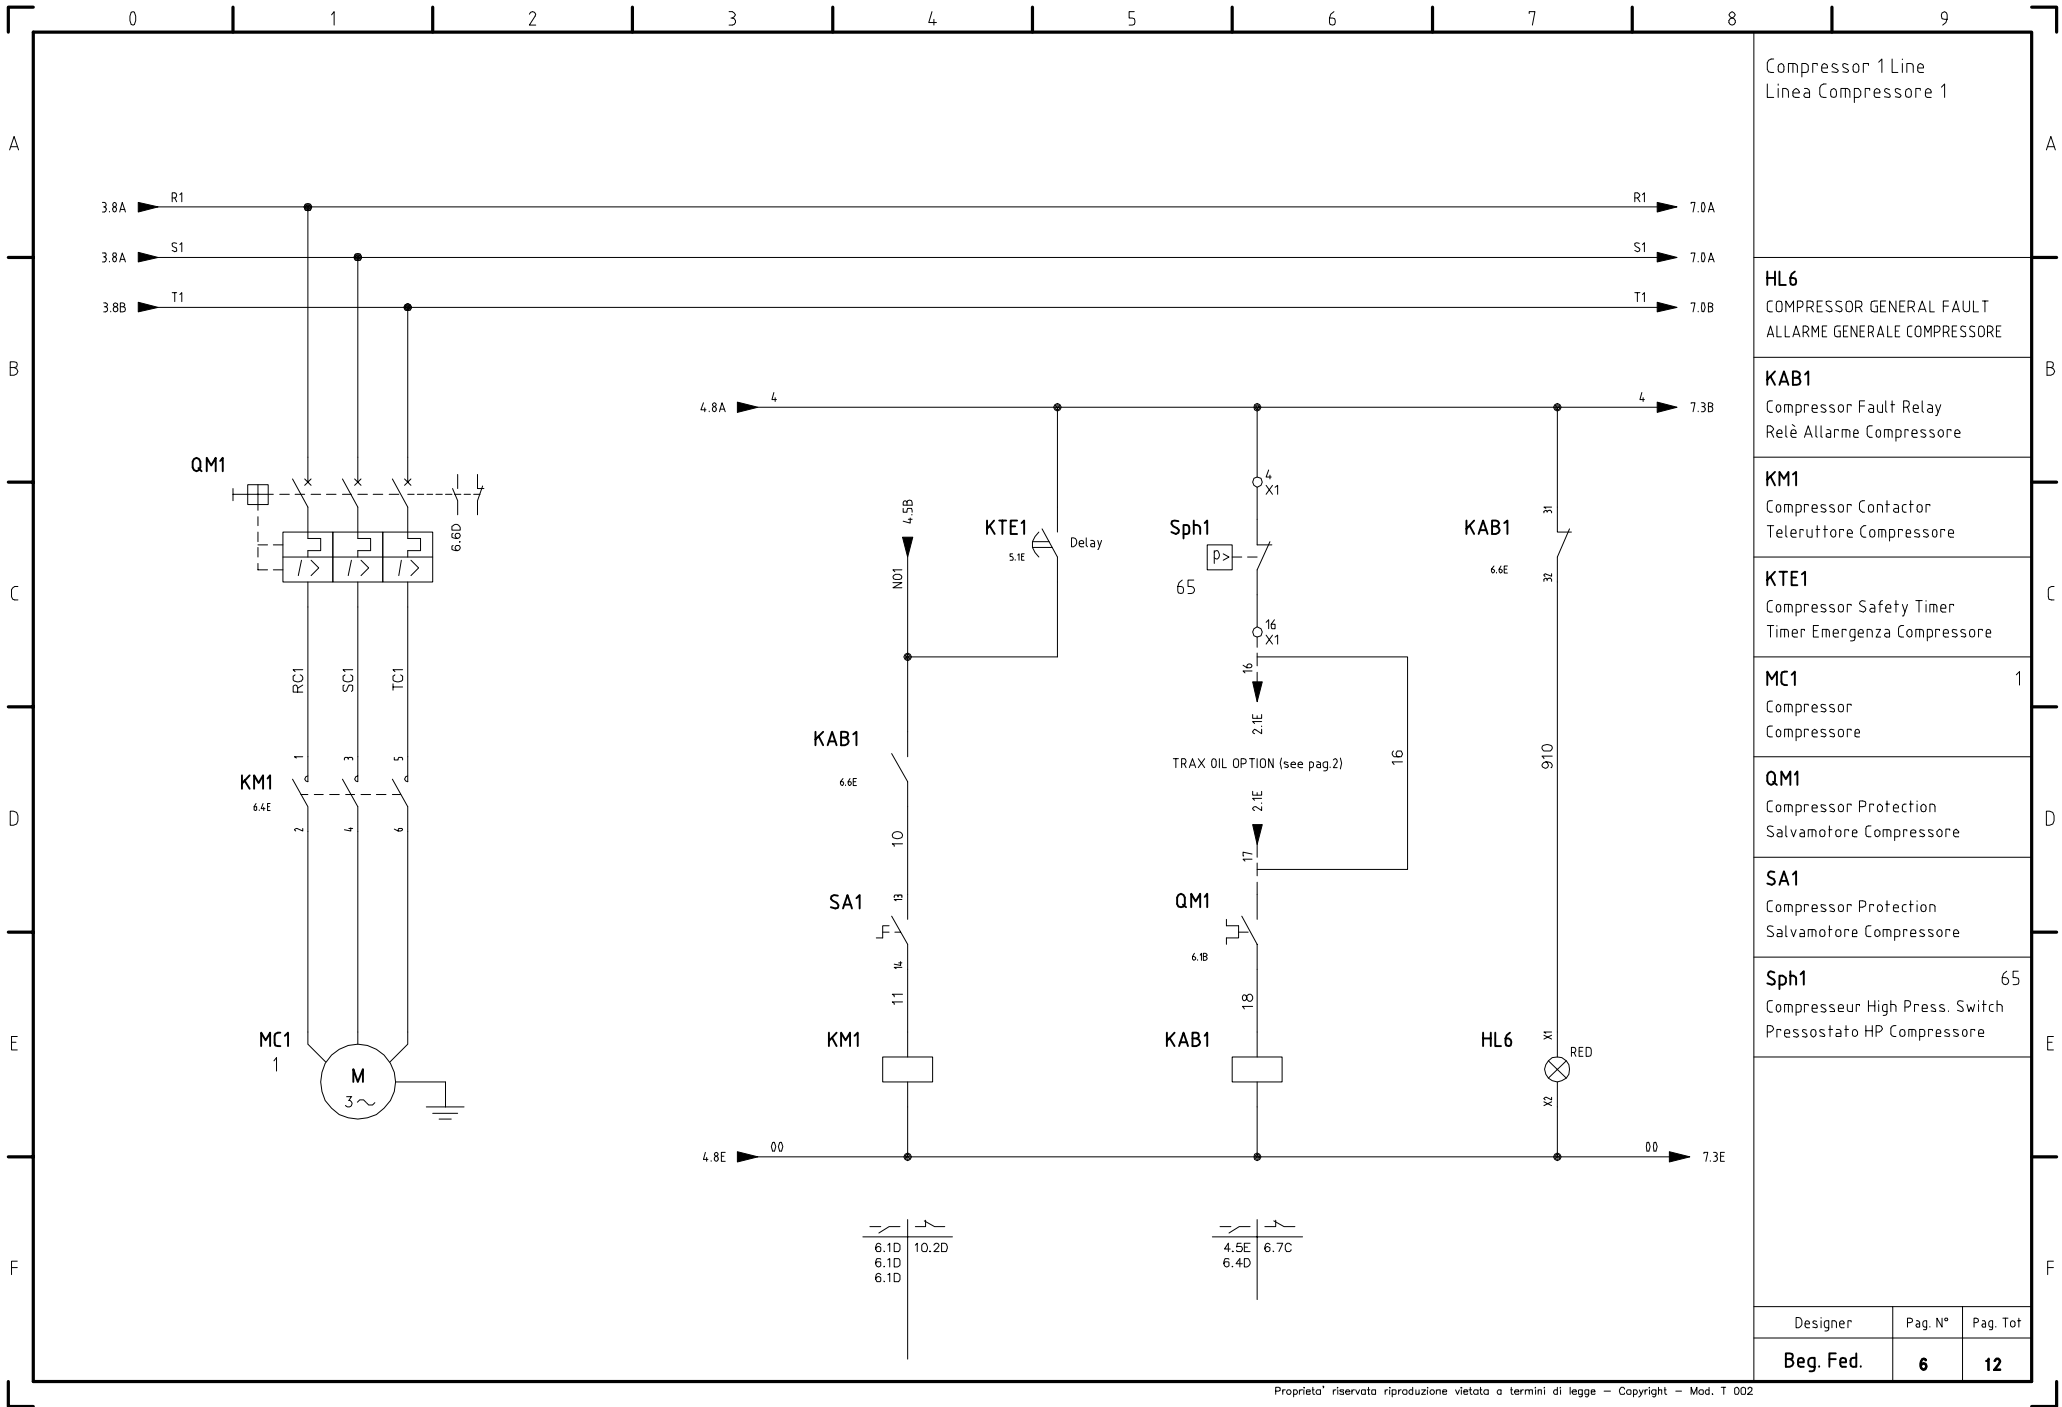 0 1 2 3 4 5 6 7 8 9
Compressor 1 Line
Linea Compressore 1
A A
3.8A R1 R1 7.0A
3.8A S1 S1 7.0A
3.8B T1 T1 7.0B
HL6
COMPRESSOR GENERAL FAULT
ALLARME GENERALE COMPRESSORE
B B
KAB1
Compressor Fault Relay
Relè Allarme Compressore
4.8A 4 4 7.3B
QM1
6.6D
4
X1
KM1
Compressor Contactor
Teleruttore Compressore
4.5B
N01
KTE1
5.1E
Delay
Sph1
P>
65
KAB1
6.6E
31
32
I>
I>
I>
C C
KTE1
Compressor Safety Timer
Timer Emergenza Compressore
16
X1
RC1
SC1
TC1
16
2.1E
MC1 1
Compressor
Compressore
KAB1
6.6E
TRAX OIL OPTION (see pag.2)
16
910
1
3
5
KM1
6.4E
2
4
6
2.1E
17
QM1
Compressor Protection
Salvamotore Compressore
D D
10
SA1
13
14
QM1
6.1B
SA1
Compressor Protection
Salvamotore Compressore
11
18
Sph1 65
Compresseur High Press. Switch
Pressostato HP Compressore
E E
MC1
1
M
3~
KM1
KAB1
HL6
X1
RED
X2
4.8E 00 00 7.3E
6.1D 10.2D
6.1D
6.1D
4.5E 6.7C
6.4D
F F
Designer Pag. N° Pag. Tot
Beg. Fed. 6 12
Proprieta' riservata riproduzione vietata a termini di legge – Copyright – Mod. T 002